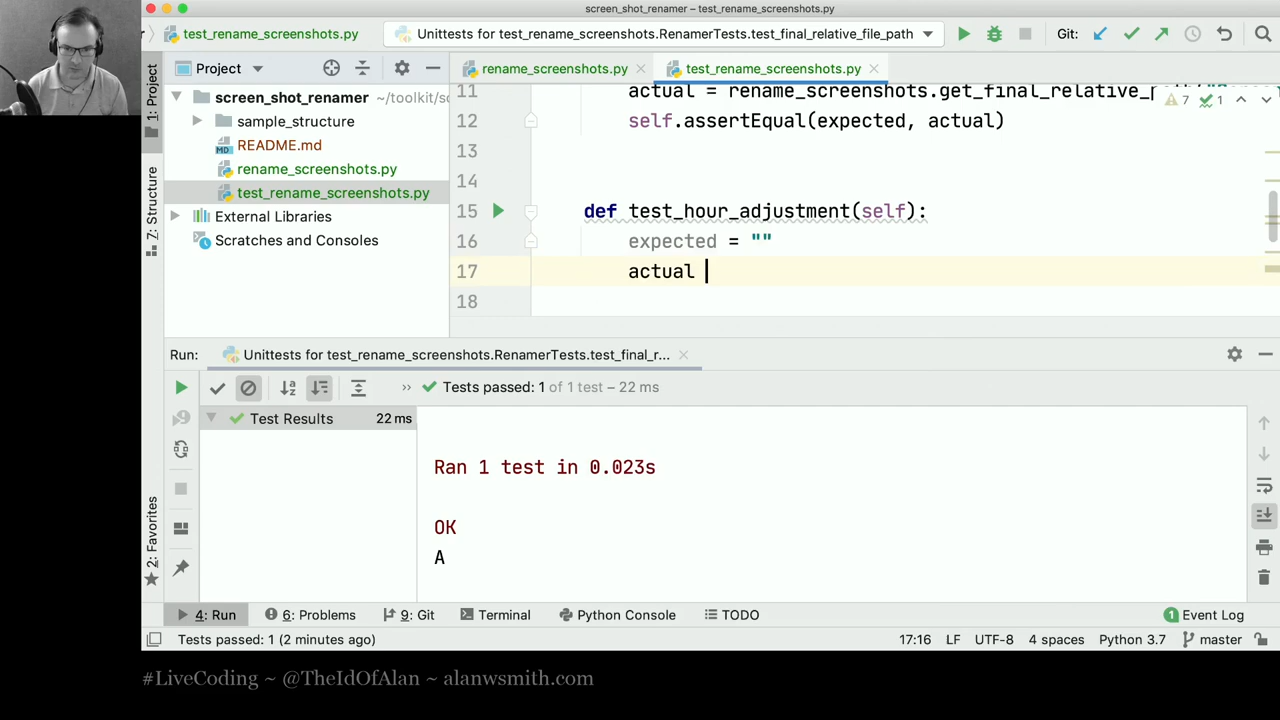 screen_shot_renamer – test_rename_screenshots.py
test_rename_screenshots.py
Unittests for test_rename_screenshots.RenamerTests.test_final_relative_file_path
Git:
1: Project
Project
rename_screenshots.py
test_rename_screenshots.py
screen_shot_renamer ~/toolkit/sc
sample_structure
README.md
rename_screenshots.py
test_rename_screenshots.py
External Libraries
Scratches and Consoles
Z: Structure
2: Favorites
7
1
11 actual = rename_screenshots.get_final_relative_
12 self.assertEqual(expected, actual)
13
14
15 def test_hour_adjustment(self):
16 expected = ""
17 actual
18
Run: Unittests for test_rename_screenshots.RenamerTests.test_final_r...
Tests passed: 1 of 1 test – 22 ms
Test Results 22 ms
Ran 1 test in 0.023s
OK
A
4: Run 6: Problems 9: Git Terminal Python Console TODO 1 Event Log
Tests passed: 1 (2 minutes ago) 17:16 LF UTF-8 4 spaces Python 3.7 master
#LiveCoding ~ @TheIdOfAlan ~ alanwsmith.com